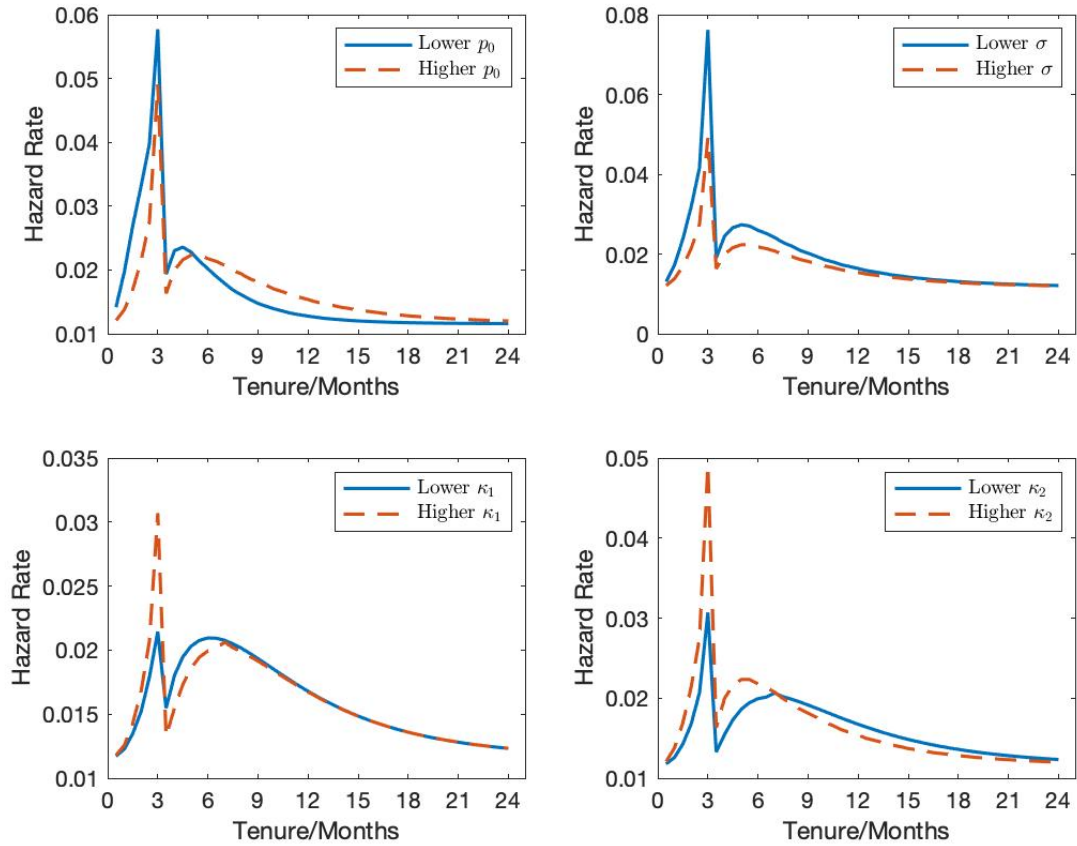 0.06
0.05
0.04
0.03
0.02
0.01
Hazard Rate
Lower p₀
Higher p₀
0 3 6 9 12 15 18 21 24
Tenure/Months
0.08
0.06
0.04
0.02
0
Hazard Rate
Lower σ
Higher σ
0 3 6 9 12 15 18 21 24
Tenure/Months
0.035
0.03
0.025
0.02
0.015
0.01
Hazard Rate
Lower κ₁
Higher κ₁
0 3 6 9 12 15 18 21 24
Tenure/Months
0.05
0.04
0.03
0.02
0.01
Hazard Rate
Lower κ₂
Higher κ₂
0 3 6 9 12 15 18 21 24
Tenure/Months